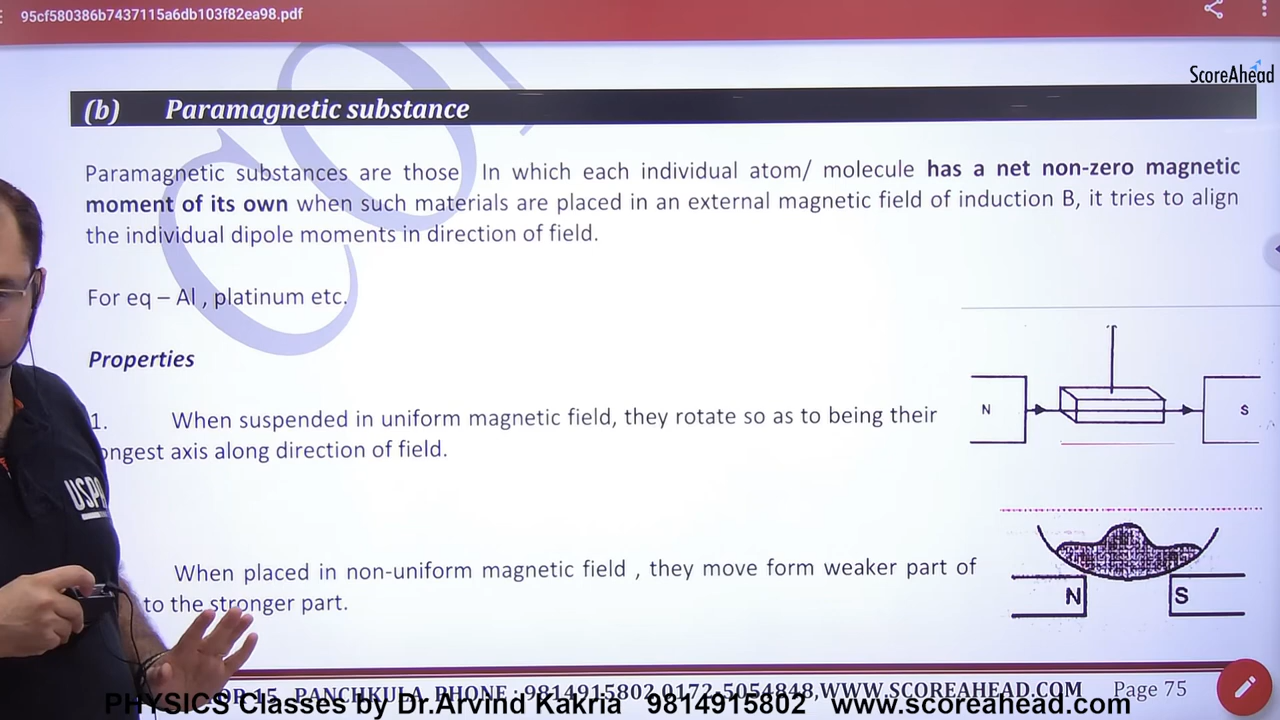 95cf580386b7437115a6db103f82ea98.pdf
ScoreAhead
(b) Paramagnetic substance
Paramagnetic substances are those In which each individual atom/ molecule has a net non-zero magnetic
moment of its own when such materials are placed in an external magnetic field of induction B, it tries to align
the individual dipole moments in direction of field.
For eq – Al , platinum etc.
Properties
1. When suspended in uniform magnetic field, they rotate so as to being their
ongest axis along direction of field.
N S
When placed in non-uniform magnetic field , they move form weaker part of
to the stronger part.
N S
USP
15, PANCHKULA, PHONE : 9814915802,0172-5054848,WWW.SCOREAHEAD.COM Page 75
PHYSICS Classes by Dr.Arvind Kakria 9814915802 www.scoreahead.com